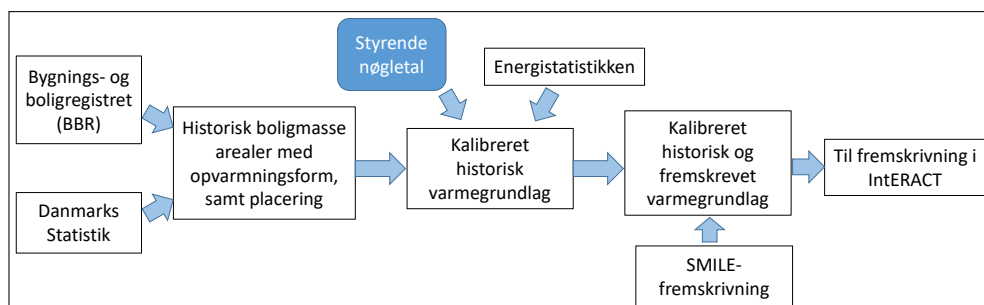 Bygnings- og
boligregistret
(BBR)
Danmarks
Statistik
Historisk boligmasse
arealer med
opvarmningsform,
samt placering
Styrende
nøgletal
Energistatistikken
Kalibreret
historisk
varmegrundlag
Kalibreret
historisk og
fremskrevet
varmegrundlag
SMILE-
fremskrivning
Til fremskrivning i
IntERACT